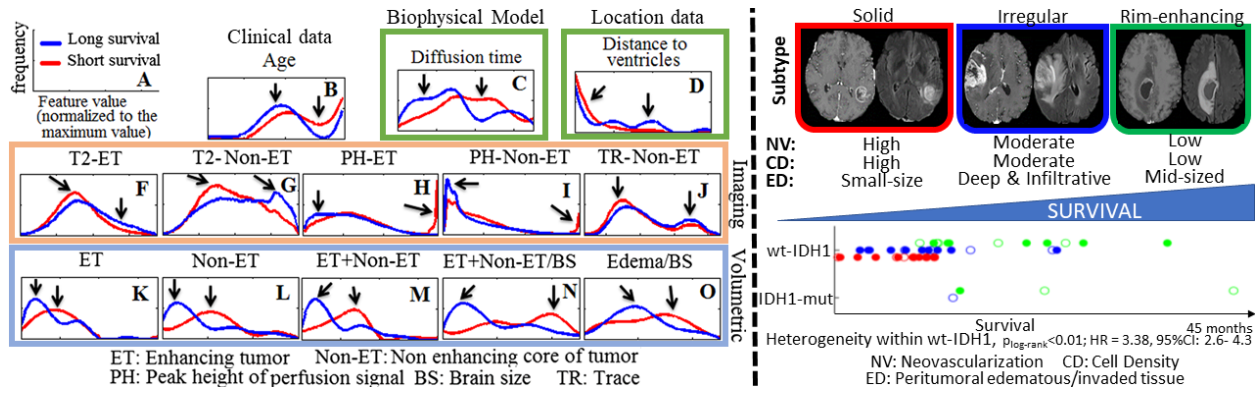 frequency
Long survival
Short survival
A
Feature value
(normalized to the
maximum value)
Clinical data
Age
B
Biophysical Model
Diffusion time
C
Location data
Distance to
ventricles
D
T2-ET
F
T2-Non-ET
G
PH-ET
H
PH-Non-ET
I
TR-Non-ET
J
Imaging
ET
K
Non-ET
L
ET+Non-ET
M
ET+Non-ET/BS
N
Edema/BS
O
Volumetric
ET: Enhancing tumor Non-ET: Non enhancing core of tumor
PH: Peak height of perfusion signal BS: Brain size TR: Trace
Subtype
Solid Irregular Rim-enhancing
NV: High Moderate Low
CD: High Moderate Low
ED: Small-size Deep & Infiltrative Mid-sized
SURVIVAL
wt-IDH1
IDH1-mut
Survival
45 months
Heterogeneity within wt-IDH1, plog-rank<0.01; HR = 3.38, 95%CI: 2.6- 4.3
NV: Neovascularization CD: Cell Density
ED: Peritumoral edematous/invaded tissue